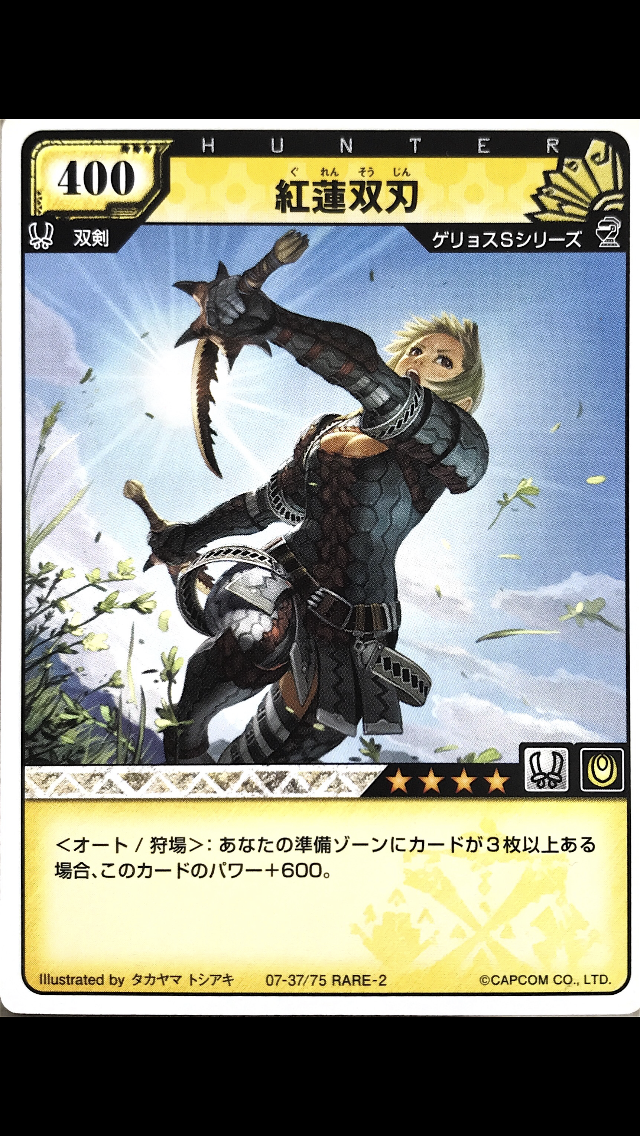 HUNTER
400
ぐれんそうじん
紅蓮双刃
双剣
ゲリョスSシリーズ
＜オート / 狩場＞：あなたの準備ゾーンにカードが３枚以上ある
場合、このカードのパワー＋600。
Illustrated by タカヤマ トシアキ 07-37/75 RARE-2 ©CAPCOM CO., LTD.